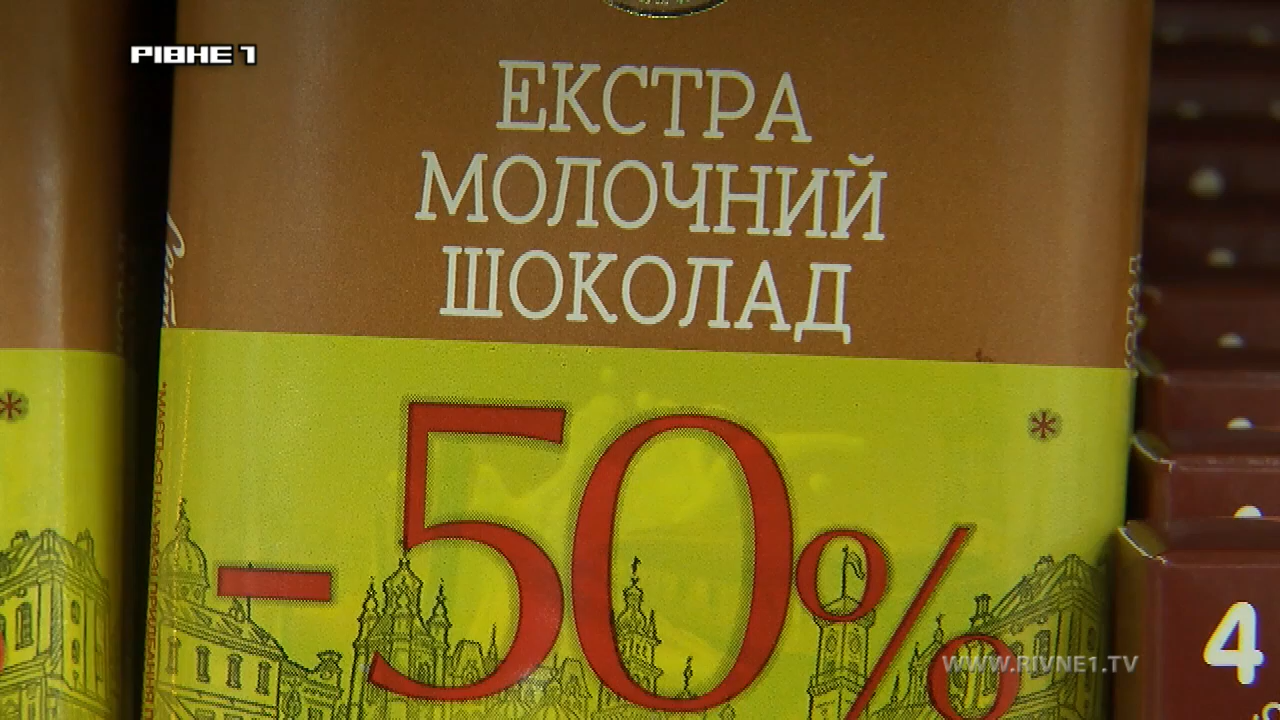 РІВНЕ 1
ЕКСТРА
МОЛОЧНИЙ
ШОКОЛАД
*
-50%
4
WWW.RIVNE1.TV